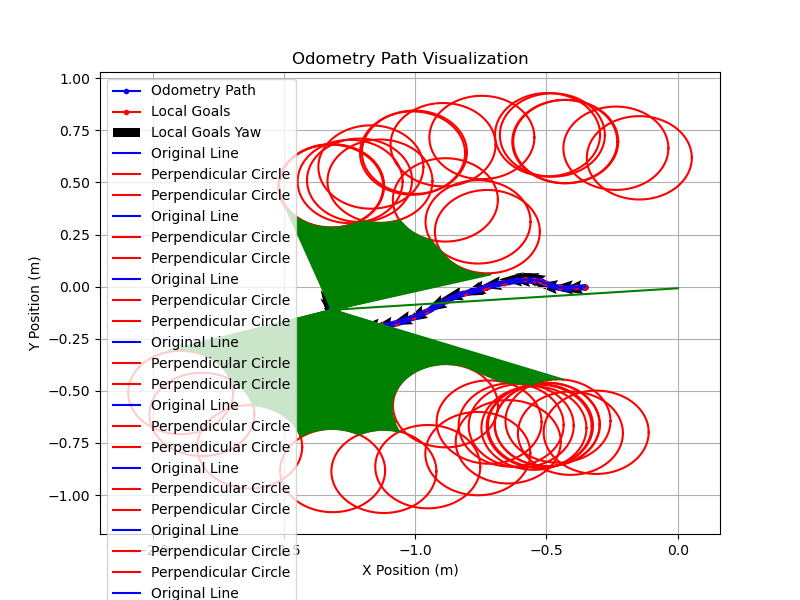 Odometry Path Visualization
Y Position (m)
1.00
0.75
0.50
0.25
0.00
−0.25
−0.50
−0.75
−1.00
Odometry Path
Local Goals
Local Goals Yaw
Original Line
Perpendicular Circle
Perpendicular Circle
Original Line
Perpendicular Circle
Perpendicular Circle
Original Line
Perpendicular Circle
Perpendicular Circle
Original Line
Perpendicular Circle
Perpendicular Circle
Original Line
Perpendicular Circle
Perpendicular Circle
Original Line
Perpendicular Circle
Perpendicular Circle
Original Line
Perpendicular Circle
Perpendicular Circle
Original Line
−1.0
−0.5
0.0
X Position (m)